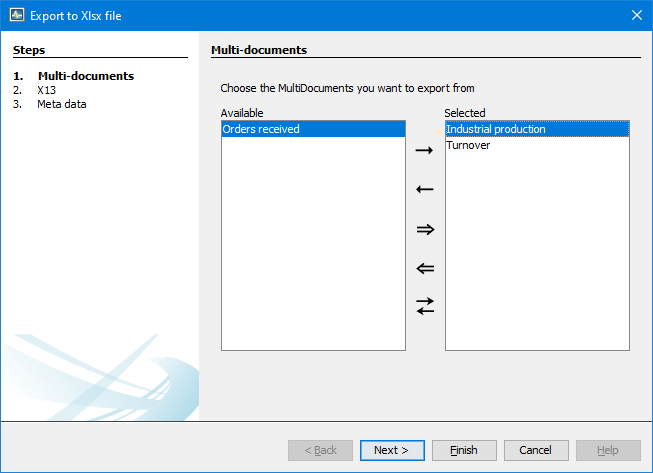 Export to Xlsx file
Steps
1. Multi-documents
2. X13
3. Meta data
Multi-documents
Choose the MultiDocuments you want to export from
Available
Orders received
Selected
Industrial production
Turnover
< Back
Next >
Finish
Cancel
Help